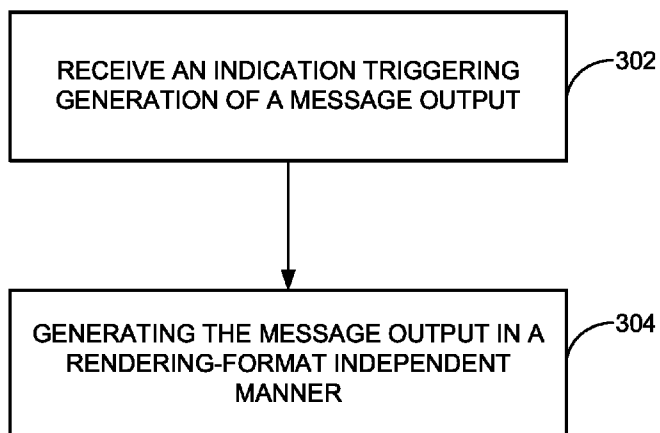 RECEIVE AN INDICATION TRIGGERING
GENERATION OF A MESSAGE OUTPUT
302
GENERATING THE MESSAGE OUTPUT IN A
RENDERING-FORMAT INDEPENDENT
MANNER
304